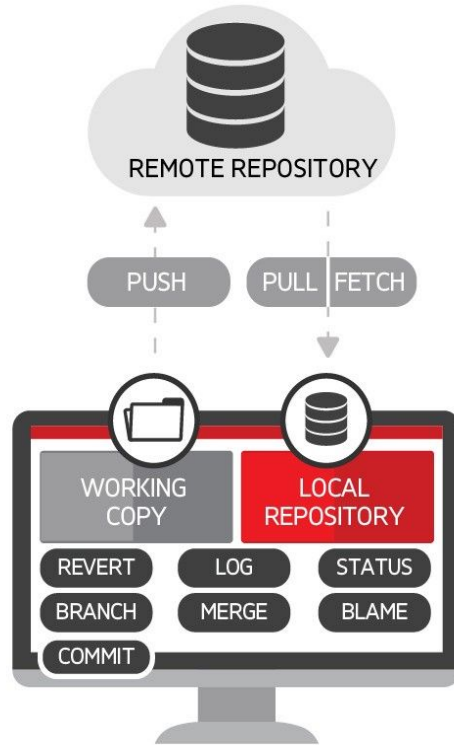 REMOTE REPOSITORY
PUSH
PULL FETCH
WORKING
COPY
LOCAL
REPOSITORY
REVERT
LOG
STATUS
BRANCH
MERGE
BLAME
COMMIT